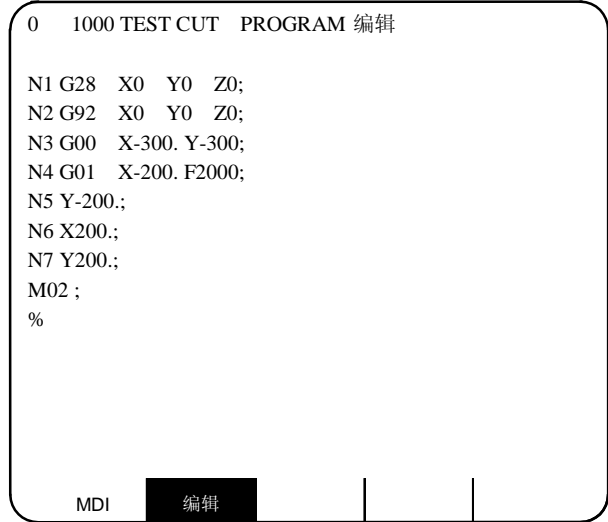 0 1000 TEST CUT PROGRAM 编辑
N1 G28 X0 Y0 Z0;
N2 G92 X0 Y0 Z0;
N3 G00 X-300. Y-300;
N4 G01 X-200. F2000;
N5 Y-200.;
N6 X200.;
N7 Y200.;
M02 ;
%
MDI 编辑